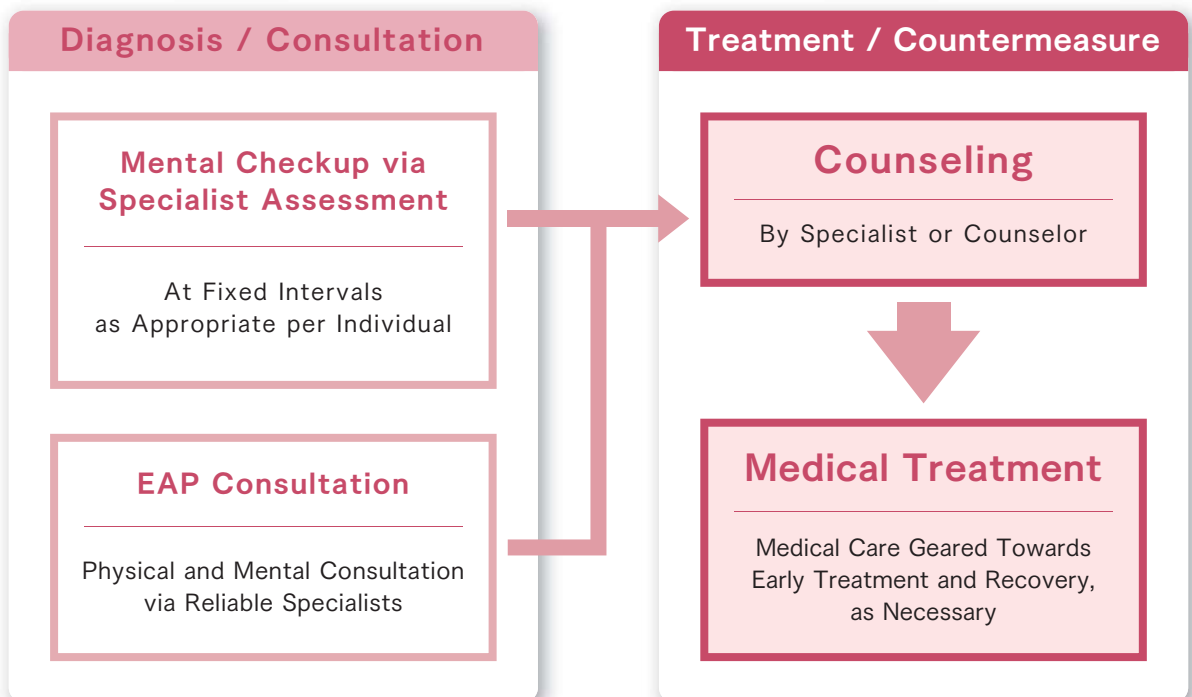 Diagnosis / Consultation
Mental Checkup via
Specialist Assessment
At Fixed Intervals
as Appropriate per Individual
EAP Consultation
Physical and Mental Consultation
via Reliable Specialists
Treatment / Countermeasure
Counseling
By Specialist or Counselor
Medical Treatment
Medical Care Geared Towards
Early Treatment and Recovery,
as Necessary